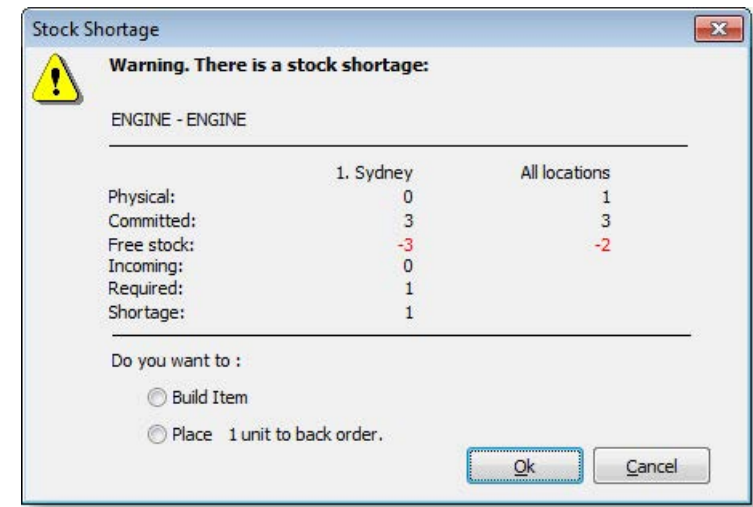 Stock Shortage
Warning. There is a stock shortage:
ENGINE - ENGINE
1. Sydney All locations
Physical: 0 1
Committed: 3 3
Free stock: -3 -2
Incoming: 0
Required: 1
Shortage: 1
Do you want to :
Build Item
Place 1 unit to back order.
Ok Cancel